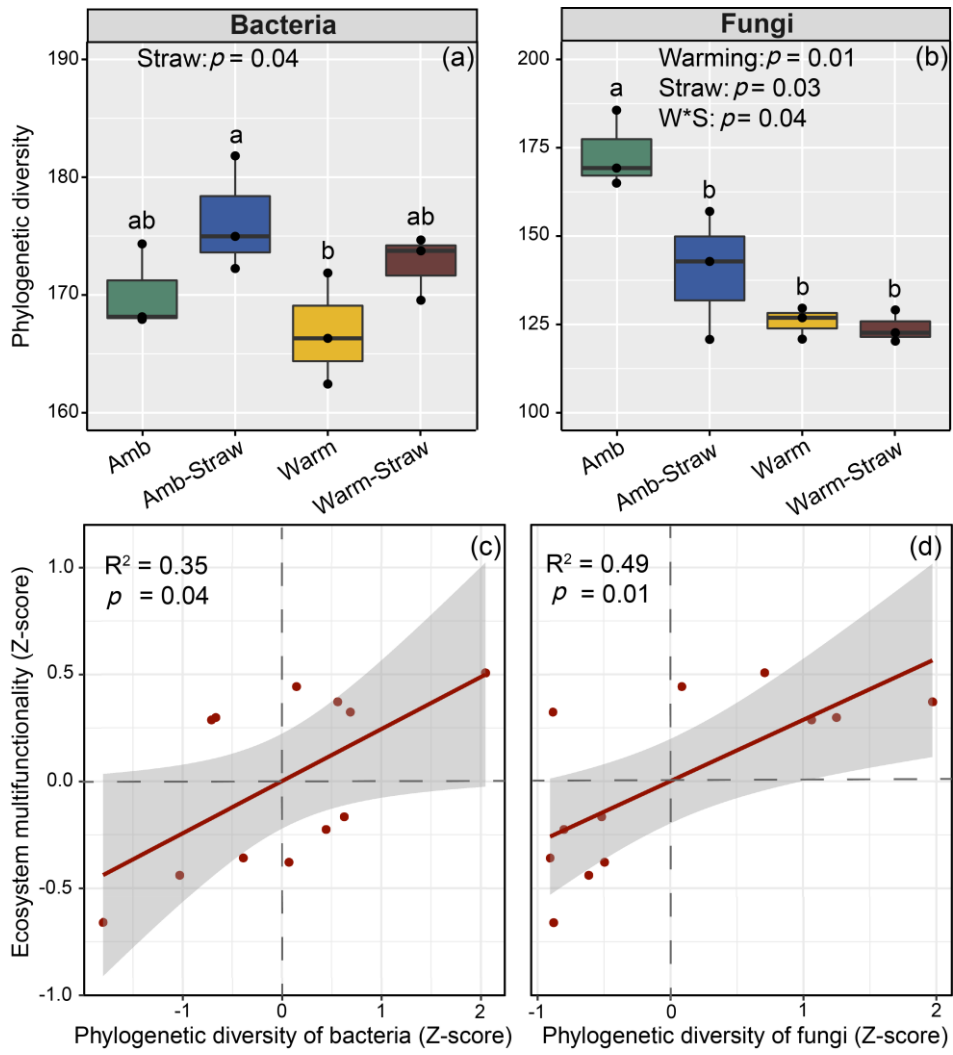 Bacteria
Fungi
Straw: p = 0.04
(a)
Warming: p = 0.01
(b)
Straw: p = 0.03
W*S: p = 0.04
Phylogenetic diversity
190
180
170
160
ab
a
b
ab
200
175
150
125
100
a
b
b
b
Amb
Amb-Straw
Warm
Warm-Straw
Amb
Amb-Straw
Warm
Warm-Straw
R² = 0.35
p = 0.04
(c)
R² = 0.49
p = 0.01
(d)
Ecosystem multifunctionality (Z-score)
1.0
0.5
0.0
-0.5
-1.0
-1
0
1
2
-1
0
1
2
Phylogenetic diversity of bacteria (Z-score)
Phylogenetic diversity of fungi (Z-score)